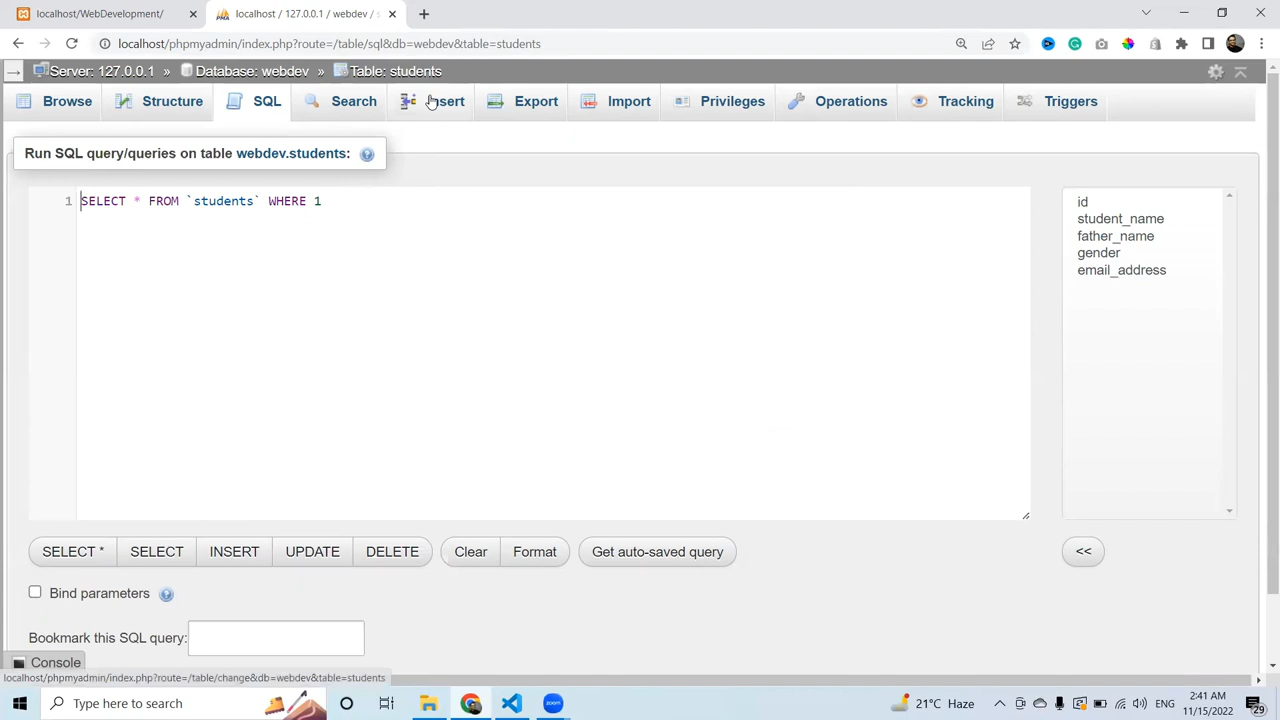 localhost/WebDevelopment/
localhost / 127.0.0.1 / webdev / s
localhost/phpmyadmin/index.php?route=/table/sql&db=webdev&table=students
Server: 127.0.0.1 » Database: webdev » Table: students
Browse Structure SQL Search Insert Export Import Privileges Operations Tracking Triggers
Run SQL query/queries on table webdev.students:
1 SELECT * FROM `students` WHERE 1
id
student_name
father_name
gender
email_address
SELECT * SELECT INSERT UPDATE DELETE Clear Format Get auto-saved query <<
Bind parameters
Bookmark this SQL query:
Console
localhost/phpmyadmin/index.php?route=/table/change&db=webdev&table=students
Type here to search
21°C Haze
2:41 AM
11/15/2022
29